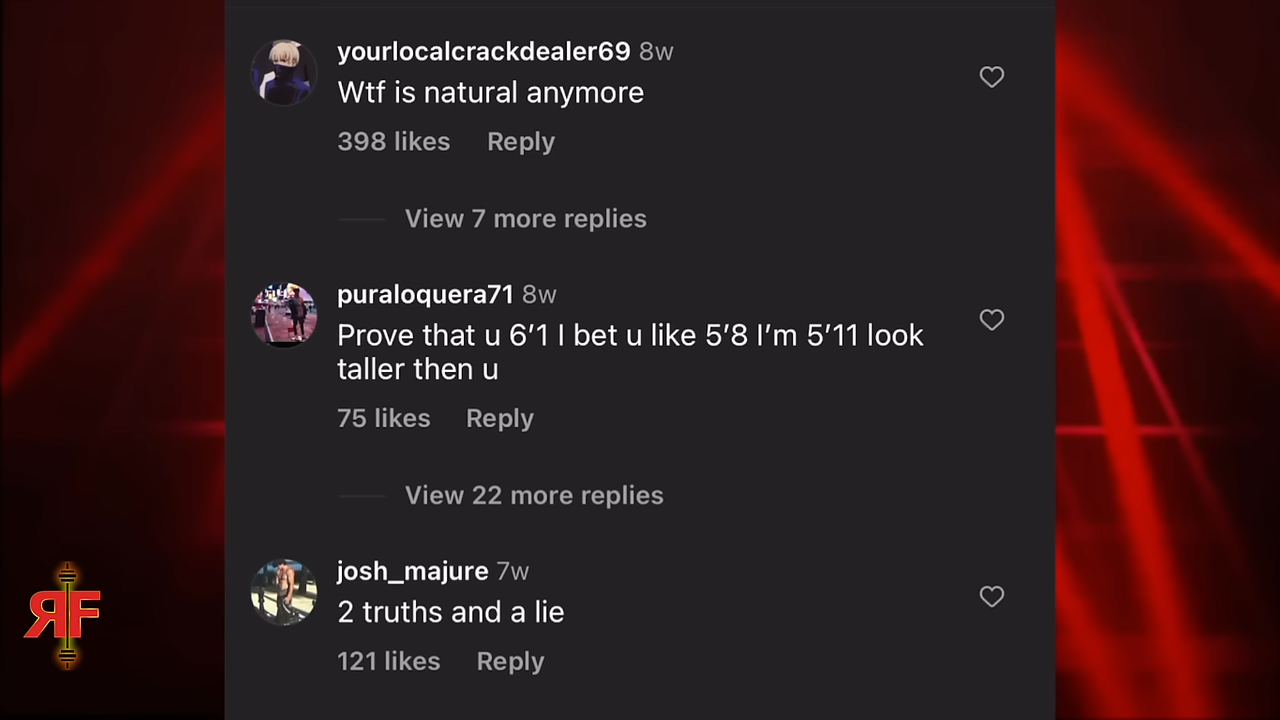 yourlocalcrackdealer69 8w
Wtf is natural anymore
398 likes Reply
View 7 more replies
puraloquera71 8w
Prove that u 6’1 I bet u like 5’8 I’m 5’11 look
taller then u
75 likes Reply
View 22 more replies
josh_majure 7w
2 truths and a lie
121 likes Reply
RF